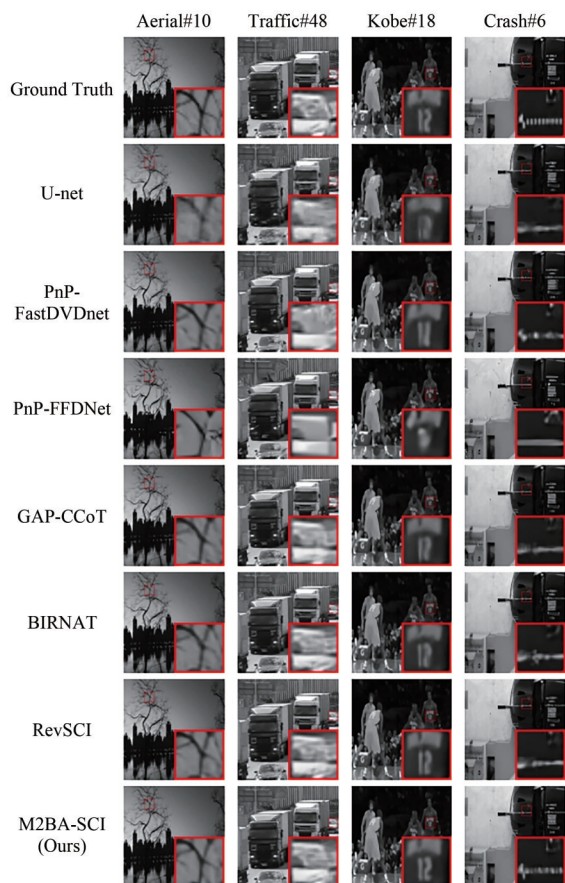 Aerial#10 Traffic#48 Kobe#18 Crash#6
Ground Truth
U-net
PnP-
FastDVDnet
PnP-FFDNet
GAP-CCoT
BIRNAT
RevSCI
M2BA-SCI
(Ours)